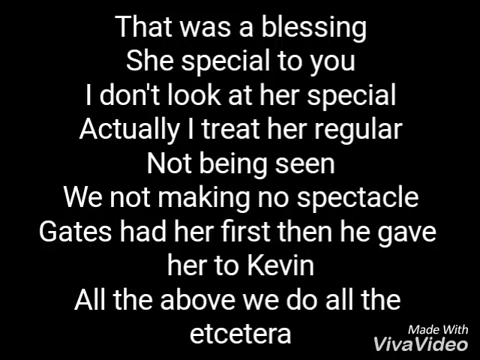 That was a blessing
She special to you
I don't look at her special
Actually I treat her regular
Not being seen
We not making no spectacle
Gates had her first then he gave
her to Kevin
All the above we do all the
etcetera
Made With
VivaVideo